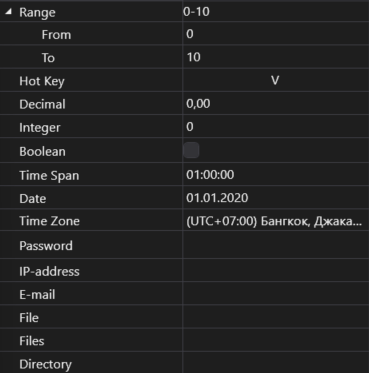 Range 0-10
From 0
To 10
Hot Key V
Decimal 0,00
Integer 0
Boolean
Time Span 01:00:00
Date 01.01.2020
Time Zone (UTC+07:00) Бангкок, Джака...
Password
IP-address
E-mail
File
Files
Directory